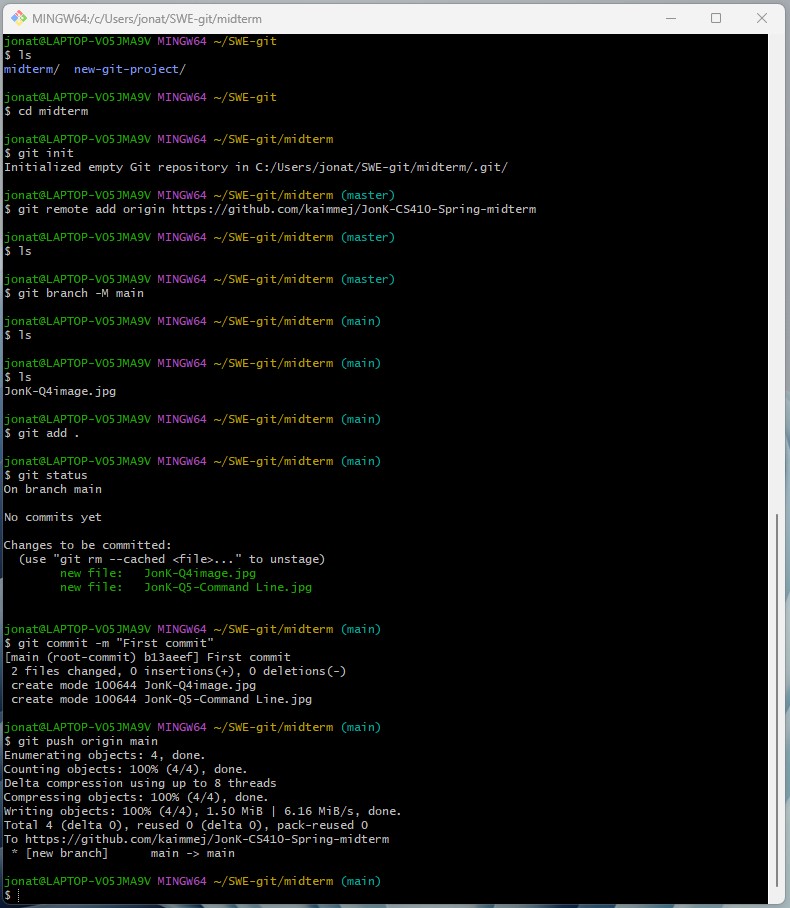 MINGW64:/c/Users/jonat/SWE-git/midterm
jonat@LAPTOP-VO5JMA9V MINGW64 ~/SWE-git
$ ls
midterm/  new-git-project/
jonat@LAPTOP-VO5JMA9V MINGW64 ~/SWE-git
$ cd midterm
jonat@LAPTOP-VO5JMA9V MINGW64 ~/SWE-git/midterm
$ git init
Initialized empty Git repository in C:/Users/jonat/SWE-git/midterm/.git/
jonat@LAPTOP-VO5JMA9V MINGW64 ~/SWE-git/midterm (master)
$ git remote add origin https://github.com/kaimmej/JonK-CS410-Spring-midterm
jonat@LAPTOP-VO5JMA9V MINGW64 ~/SWE-git/midterm (master)
$ ls
jonat@LAPTOP-VO5JMA9V MINGW64 ~/SWE-git/midterm (master)
$ git branch -M main
jonat@LAPTOP-VO5JMA9V MINGW64 ~/SWE-git/midterm (main)
$ ls
jonat@LAPTOP-VO5JMA9V MINGW64 ~/SWE-git/midterm (main)
$ ls
JonK-Q4image.jpg
jonat@LAPTOP-VO5JMA9V MINGW64 ~/SWE-git/midterm (main)
$ git add .
jonat@LAPTOP-VO5JMA9V MINGW64 ~/SWE-git/midterm (main)
$ git status
On branch main
No commits yet
Changes to be committed:
  (use "git rm --cached <file>..." to unstage)
        new file:   JonK-Q4image.jpg
        new file:   JonK-Q5-Command Line.jpg
jonat@LAPTOP-VO5JMA9V MINGW64 ~/SWE-git/midterm (main)
$ git commit -m "First commit"
[main (root-commit) b13aeef] First commit
 2 files changed, 0 insertions(+), 0 deletions(-)
 create mode 100644 JonK-Q4image.jpg
 create mode 100644 JonK-Q5-Command Line.jpg
jonat@LAPTOP-VO5JMA9V MINGW64 ~/SWE-git/midterm (main)
$ git push origin main
Enumerating objects: 4, done.
Counting objects: 100% (4/4), done.
Delta compression using up to 8 threads
Compressing objects: 100% (4/4), done.
Writing objects: 100% (4/4), 1.50 MiB | 6.16 MiB/s, done.
Total 4 (delta 0), reused 0 (delta 0), pack-reused 0
To https://github.com/kaimmej/JonK-CS410-Spring-midterm
 * [new branch]      main -> main
jonat@LAPTOP-VO5JMA9V MINGW64 ~/SWE-git/midterm (main)
$